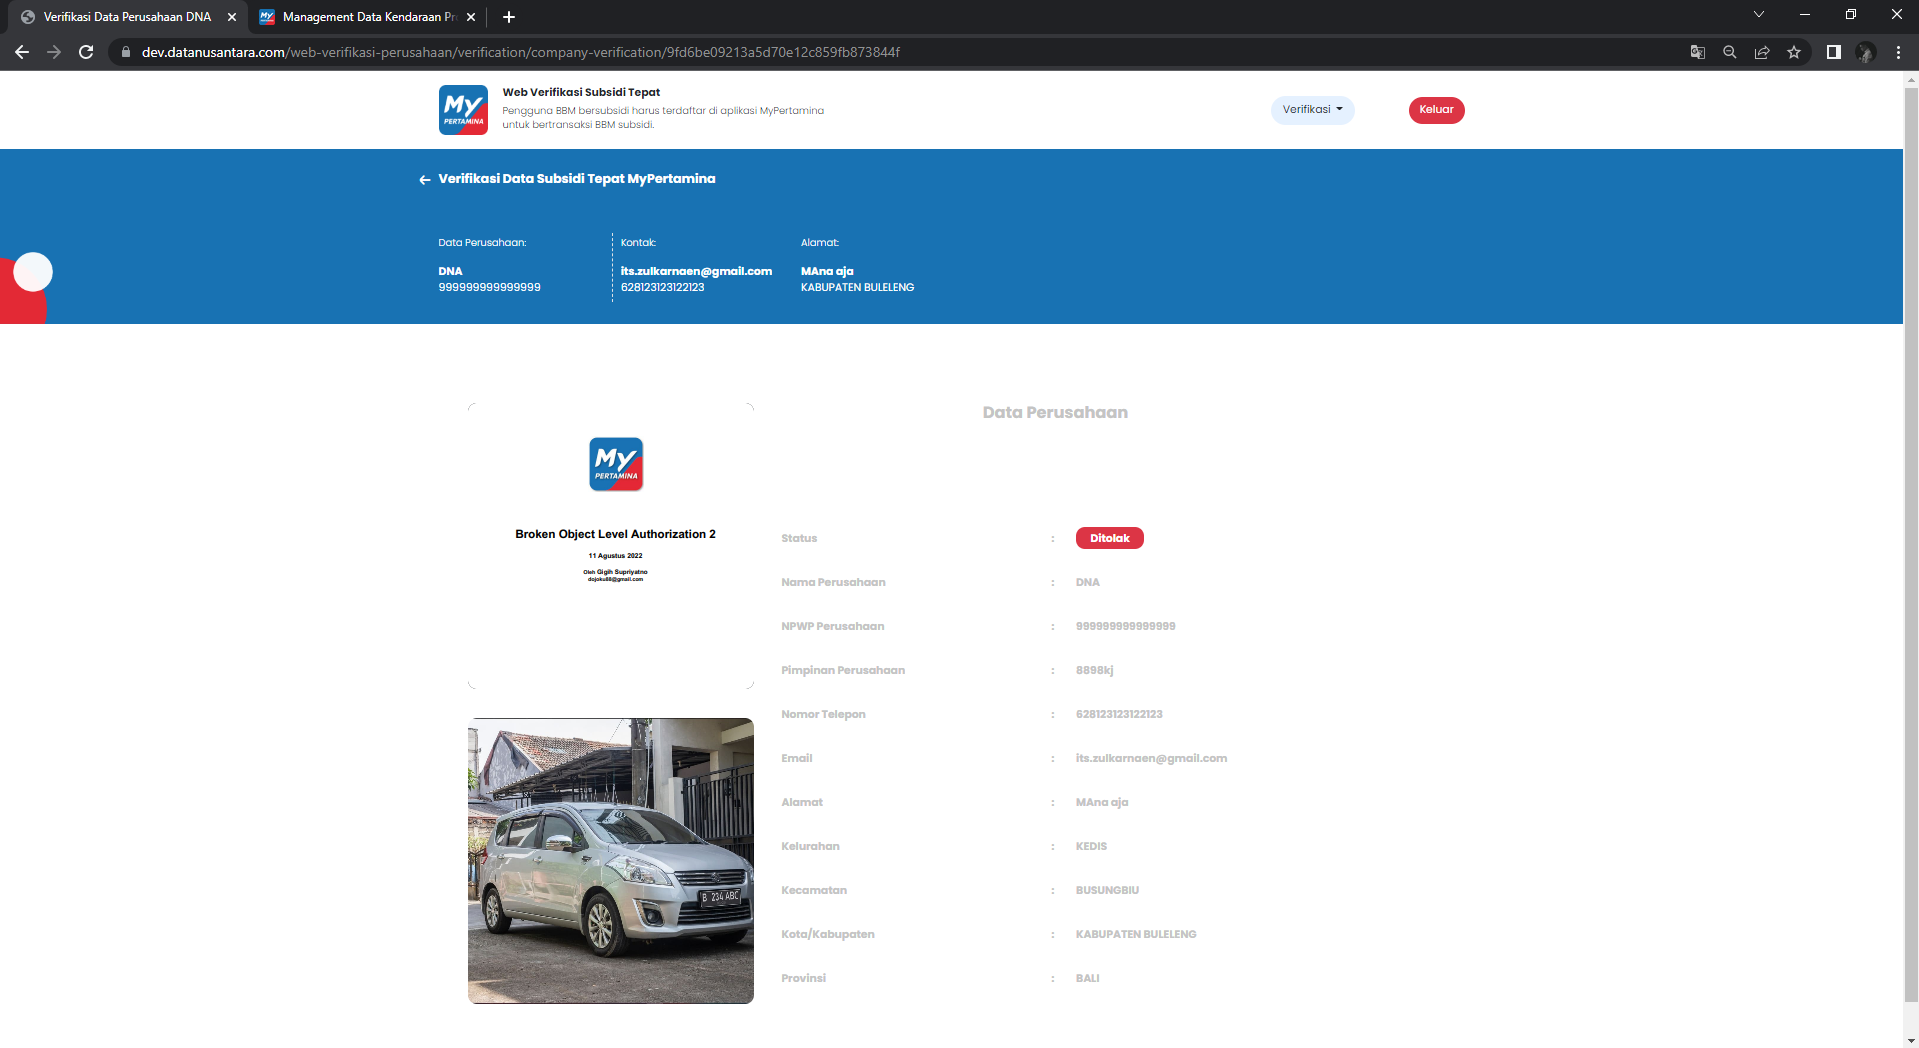 Verifikasi Data Perusahaan DNA
Management Data Kendaraan Pr
dev.datanusantara.com/web-verifikasi-perusahaan/verification/company-verification/9fd6be09213a5d70e12c859fb873844f
My
PERTAMINA
Web Verifikasi Subsidi Tepat
Pengguna BBM bersubsidi harus terdaftar di aplikasi MyPertamina
untuk bertransaksi BBM subsidi.
Verifikasi
Keluar
Verifikasi Data Subsidi Tepat MyPertamina
Data Perusahaan:
DNA
999999999999999
Kontak:
its.zulkarnaen@gmail.com
628123123122123
Alamat:
MAna aja
KABUPATEN BULELENG
My
PERTAMINA
Broken Object Level Authorization 2
11 Agustus 2022
Oleh Gigih Supriyatno
dojoku88@gmail.com
B 234 ABC
Data Perusahaan
Status : Ditolak
Nama Perusahaan : DNA
NPWP Perusahaan : 999999999999999
Pimpinan Perusahaan : 8898kj
Nomor Telepon : 628123123122123
Email : its.zulkarnaen@gmail.com
Alamat : MAna aja
Kelurahan : KEDIS
Kecamatan : BUSUNGBIU
Kota/Kabupaten : KABUPATEN BULELENG
Provinsi : BALI